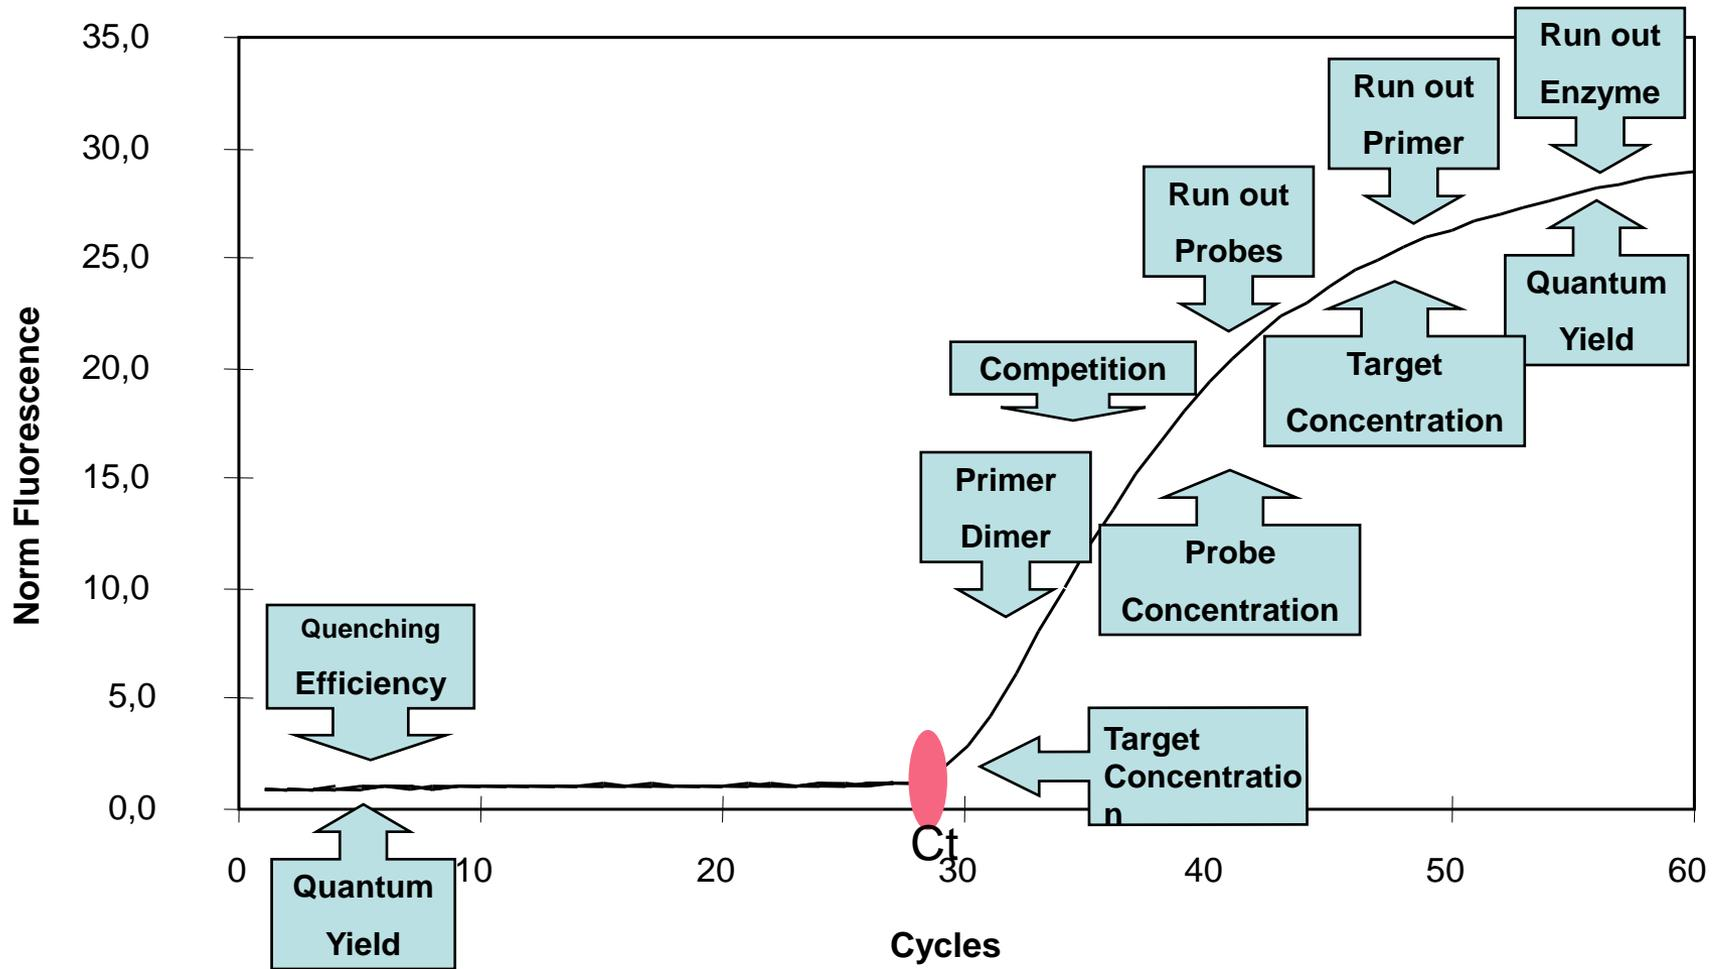 35,0
30,0
25,0
20,0
15,0
10,0
5,0
0,0
Norm Fluorescence
Run out
Enzyme
Run out
Primer
Run out
Probes
Quantum
Yield
Competition
Target
Concentration
Primer
Dimer
Probe
Concentration
Quenching
Efficiency
Target
Concentratio
n
Ct
0 10 20 30 40 50 60
Quantum
Yield
Cycles